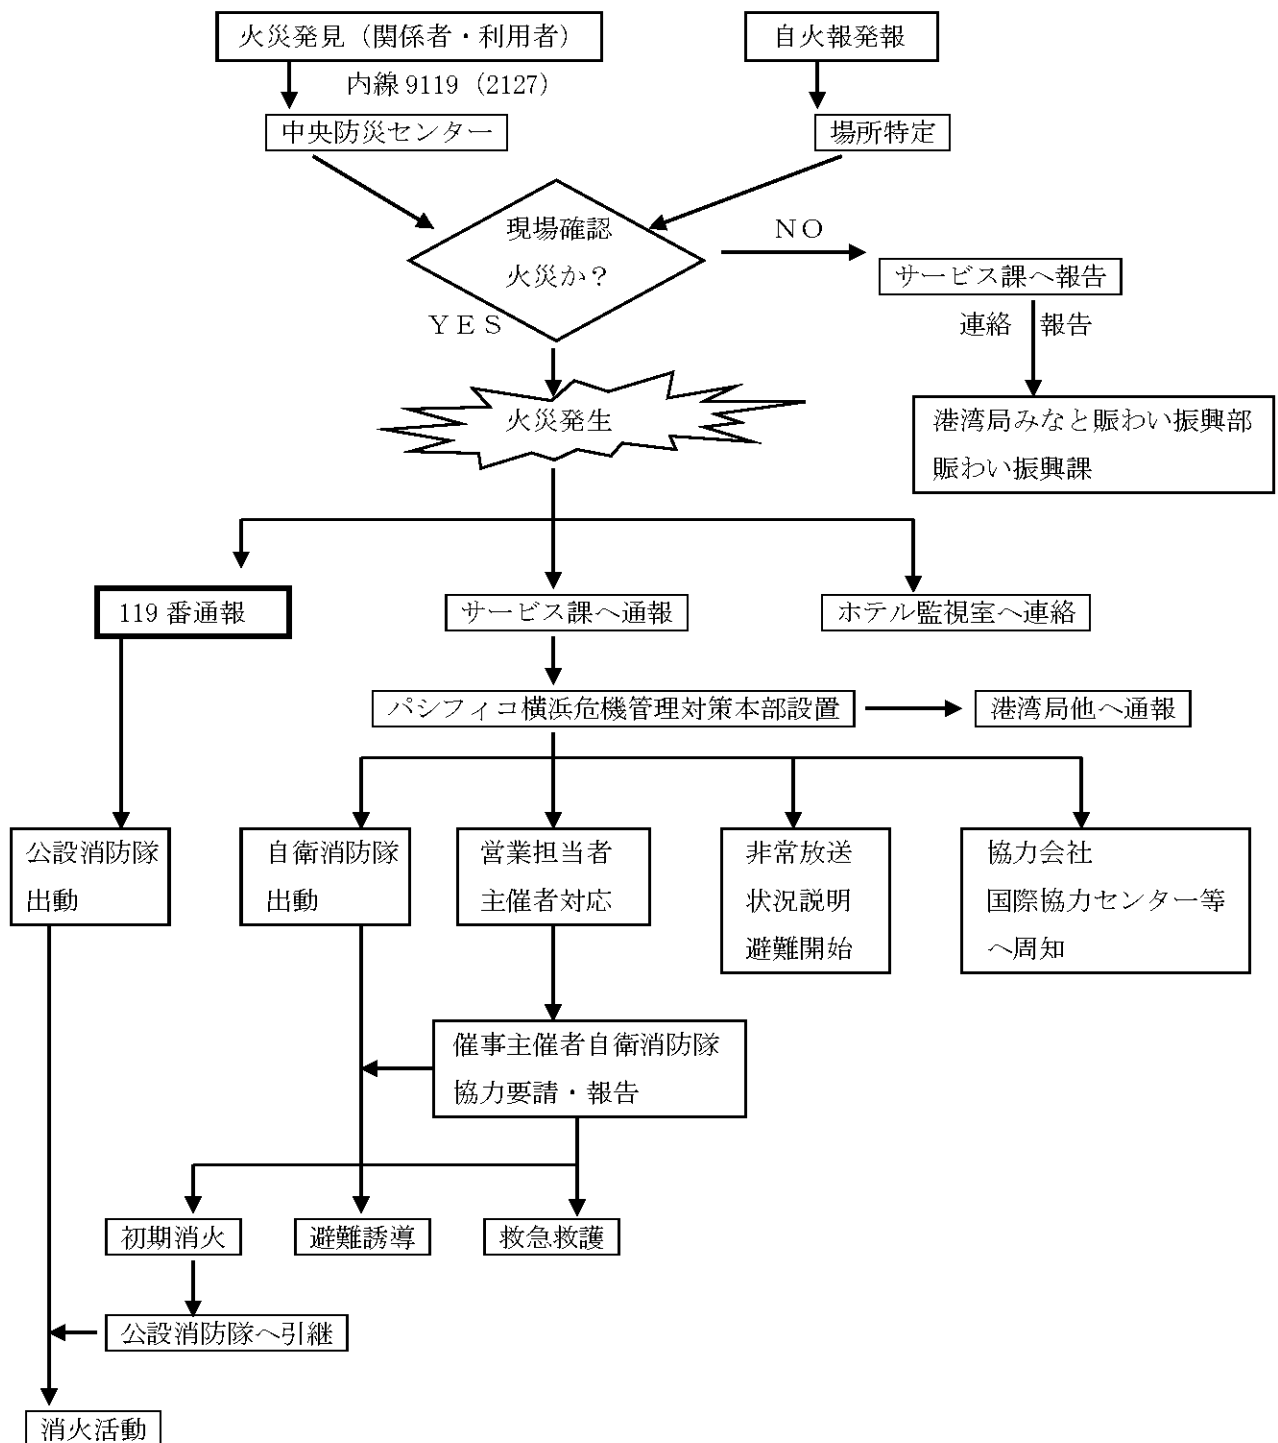 火災発見（関係者・利用者）
自火報発報
内線 9119（2127）
中央防災センター
場所特定
現場確認
火災か？
ＮＯ
ＹＥＳ
サービス課へ報告
連絡
報告
火災発生
港湾局みなと賑わい振興部
賑わい振興課
119 番通報
サービス課へ通報
ホテル監視室へ連絡
パシフィコ横浜危機管理対策本部設置
港湾局他へ通報
公設消防隊
出動
自衛消防隊
出動
営業担当者
主催者対応
非常放送
状況説明
避難開始
協力会社
国際協力センター等
へ周知
催事主催者自衛消防隊
協力要請・報告
初期消火
避難誘導
救急救護
公設消防隊へ引継
消火活動